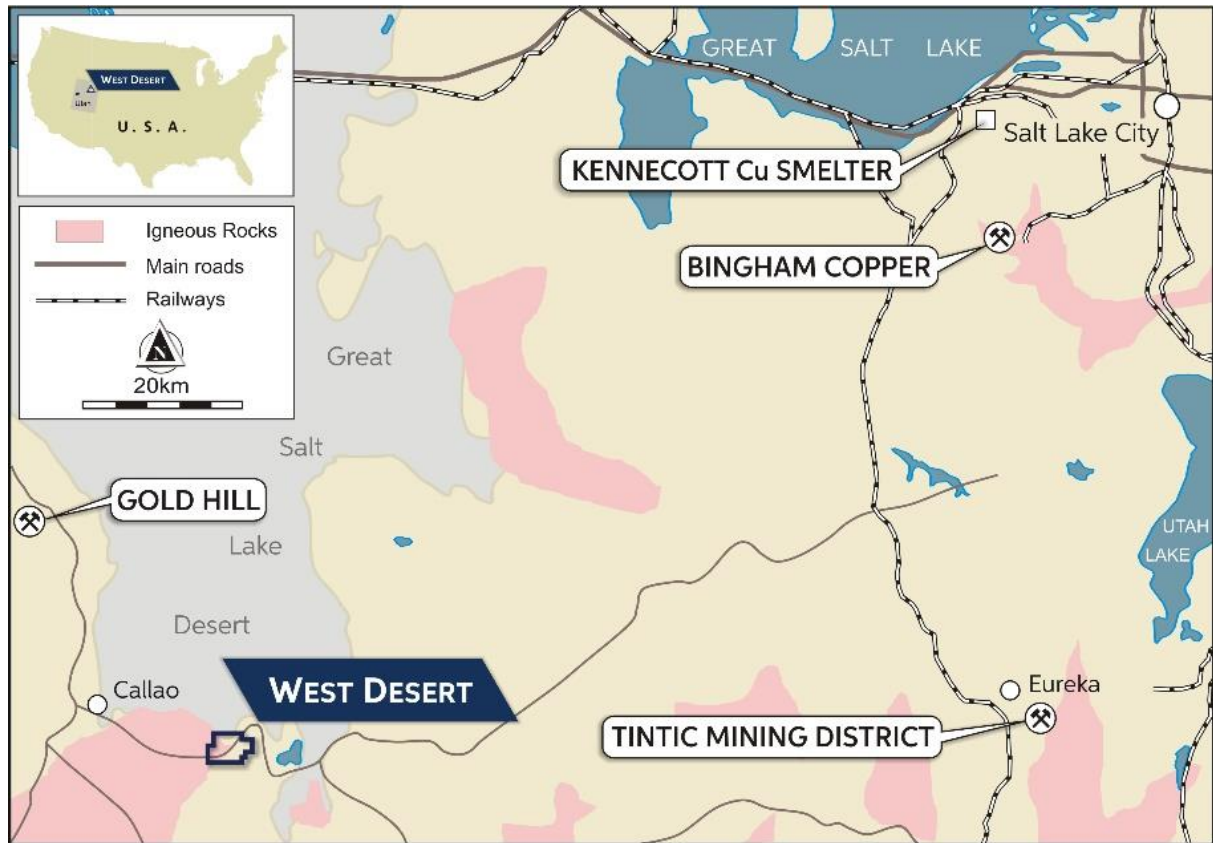 WEST DESERT
Utah
U. S. A.
Igneous Rocks
Main roads
Railways
N
20km
GREAT SALT LAKE
Salt Lake City
KENNECOTT Cu SMELTER
BINGHAM COPPER
Great
Salt
Lake
Desert
GOLD HILL
UTAH
LAKE
Callao
WEST DESERT
Eureka
TINTIC MINING DISTRICT